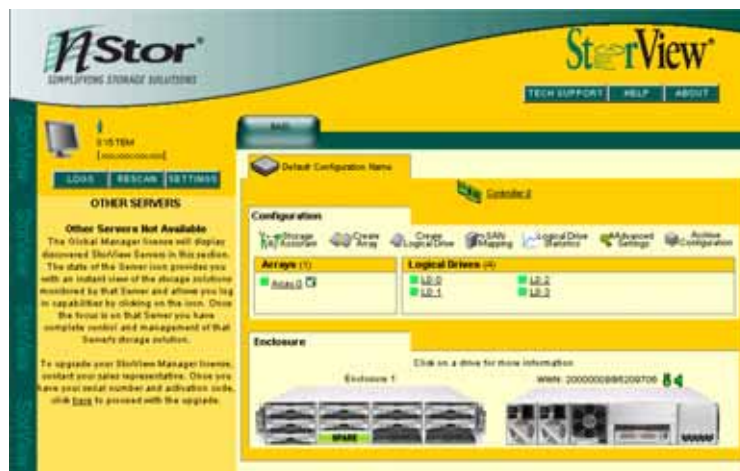 nStor
SIMPLIFYING STORAGE SOLUTIONS
StorView
TECH SUPPORT HELP ABOUT
SYSTEM
LOGS RESCAN SETTINGS
RAID
Default Configuration Name
OTHER SERVERS
Controller 0
Other Servers Not Available
The Global Manager license will display
discovered StorView Servers in this section.
The state of the Server icon provides you
with an instant view of the storage solutions
monitored by that Server and allows you log
in capabilities by clicking on the icon. Once
the focus is on that Server you have
complete control and management of that
Server's storage solution.
To upgrade your StorView Manager license,
contact your sales representative. Once you
have your serial number and activation code,
click here to proceed with the upgrade.
Configuration
Storage Assistant
Create Array
Create Logical Drive
SAN Mapping
Logical Drive Statistics
Advanced Settings
Archive Configuration
Arrays (1)
Array 0
Logical Drives (4)
LD 0 LD 2
LD 1 LD 3
Enclosure
Click on a drive for more information
Enclosure 1
SPARE